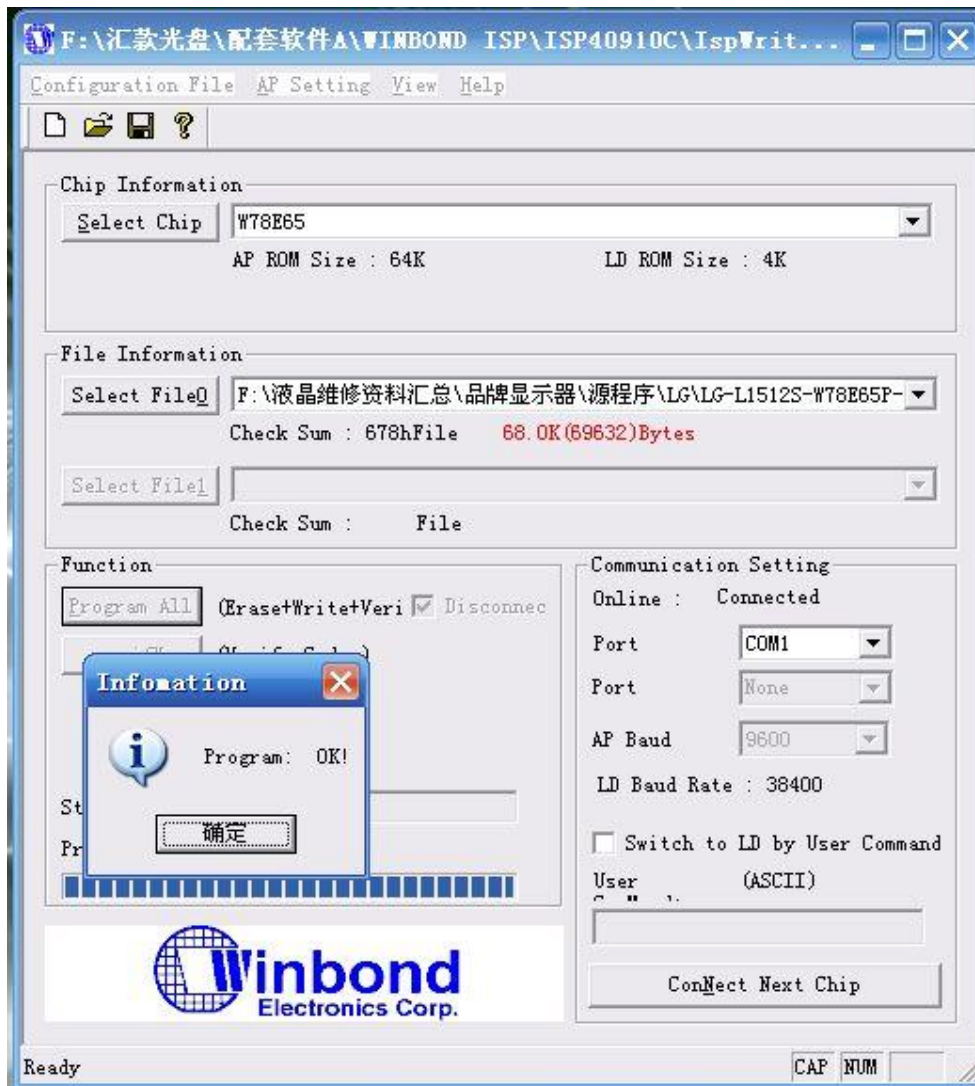 F:\汇款光盘\配套软件A\WINBOND ISP\ISP40910C\IspWrit...
Configuration File AP Setting View Help
Chip Information
Select Chip W78E65
AP ROM Size : 64K LD ROM Size : 4K
File Information
Select File0 F:\液晶维修资料汇总\品牌显示器\源程序\LG\LG-L1512S-W78E65P-
Check Sum : 678hFile 68.0K(69632)Bytes
Select File1
Check Sum : File
Function
Program All (Erase+Write+Veri Disconnec
Infomation
Program: OK!
确定
St
Pr
Communication Setting
Online : Connected
Port COM1
Port None
AP Baud 9600
LD Baud Rate : 38400
Switch to LD by User Command
User (ASCII)
ConNect Next Chip
Winbond
Electronics Corp.
Ready CAP NUM